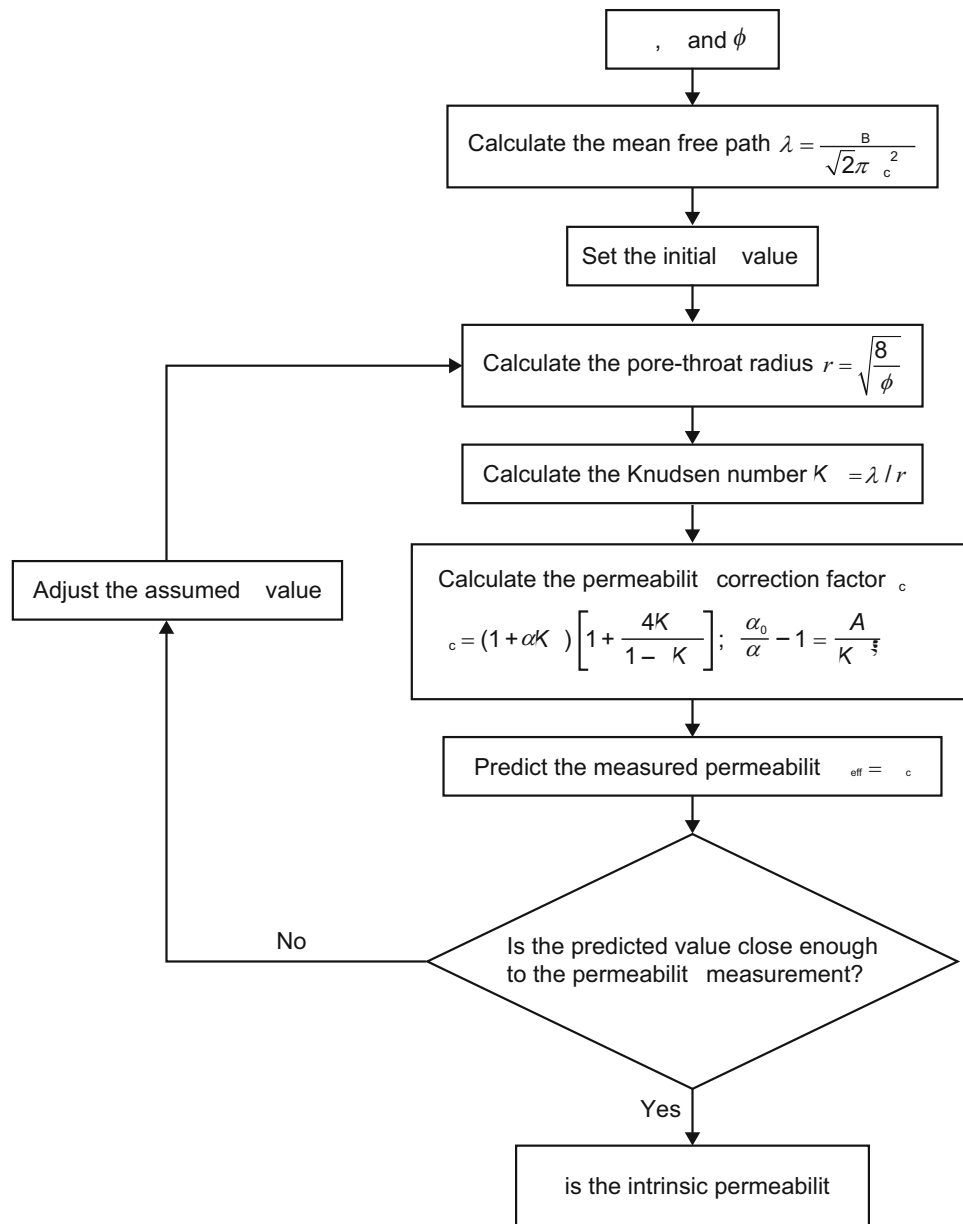 , and ϕ
Calculate the mean free path λ = B / √2π c²
Set the initial value
Calculate the pore-throat radius r = √(8 / ϕ)
Calculate the Knudsen number K = λ / r
Adjust the assumed value
Calculate the permeabilit correction factor c
c = (1 + αK ) [1 + 4K / 1 − K ]; α0 / α − 1 = A / K ξ
Predict the measured permeabilit eff = c
No
Is the predicted value close enough
to the permeabilit measurement?
Yes
is the intrinsic permeabilit